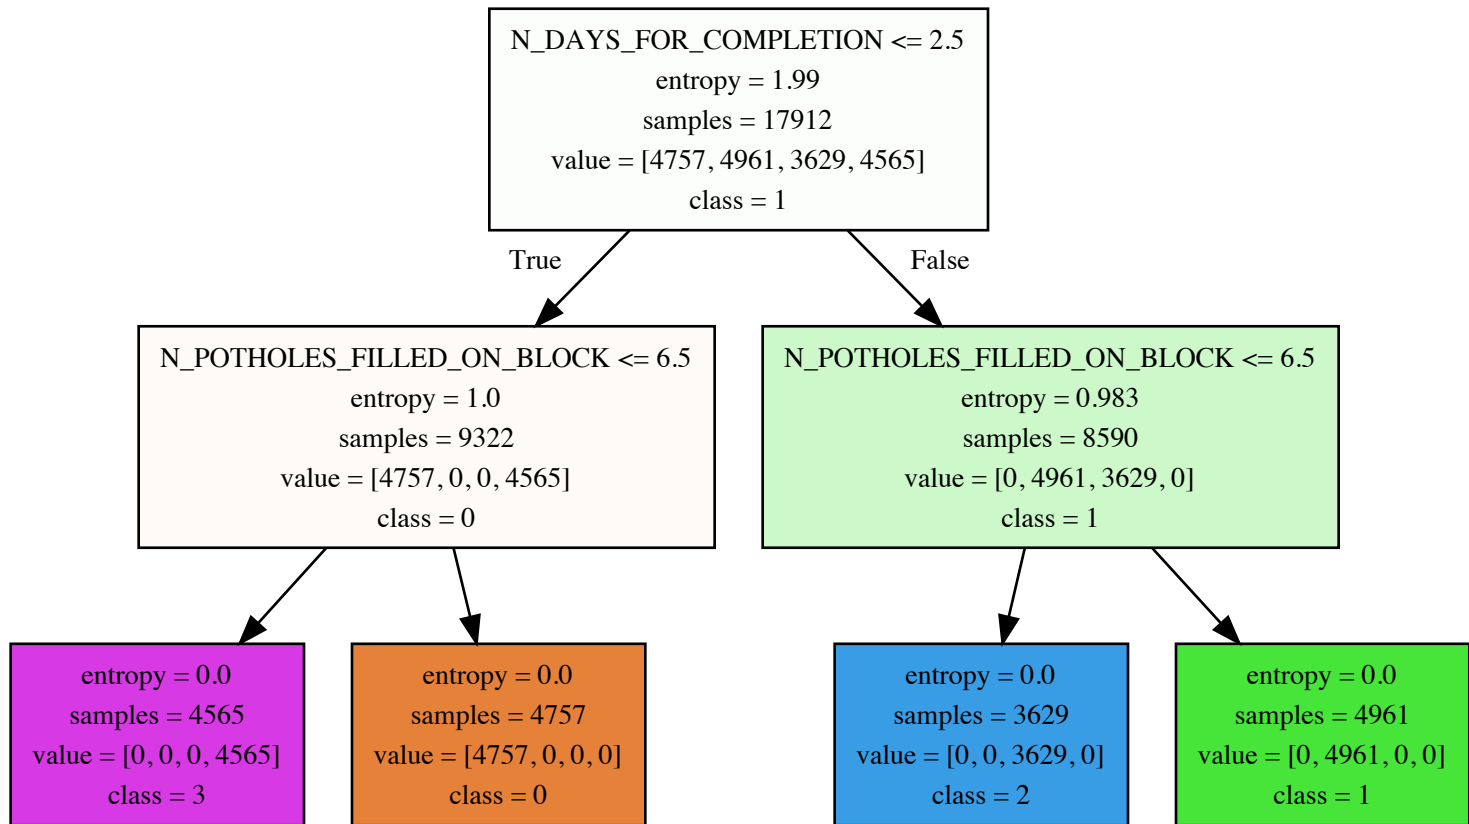 N_DAYS_FOR_COMPLETION <= 2.5
entropy = 1.99
samples = 17912
value = [4757, 4961, 3629, 4565]
class = 1
True
False
N_POTHOLES_FILLED_ON_BLOCK <= 6.5
entropy = 1.0
samples = 9322
value = [4757, 0, 0, 4565]
class = 0
N_POTHOLES_FILLED_ON_BLOCK <= 6.5
entropy = 0.983
samples = 8590
value = [0, 4961, 3629, 0]
class = 1
entropy = 0.0
samples = 4565
value = [0, 0, 0, 4565]
class = 3
entropy = 0.0
samples = 4757
value = [4757, 0, 0, 0]
class = 0
entropy = 0.0
samples = 3629
value = [0, 0, 3629, 0]
class = 2
entropy = 0.0
samples = 4961
value = [0, 4961, 0, 0]
class = 1